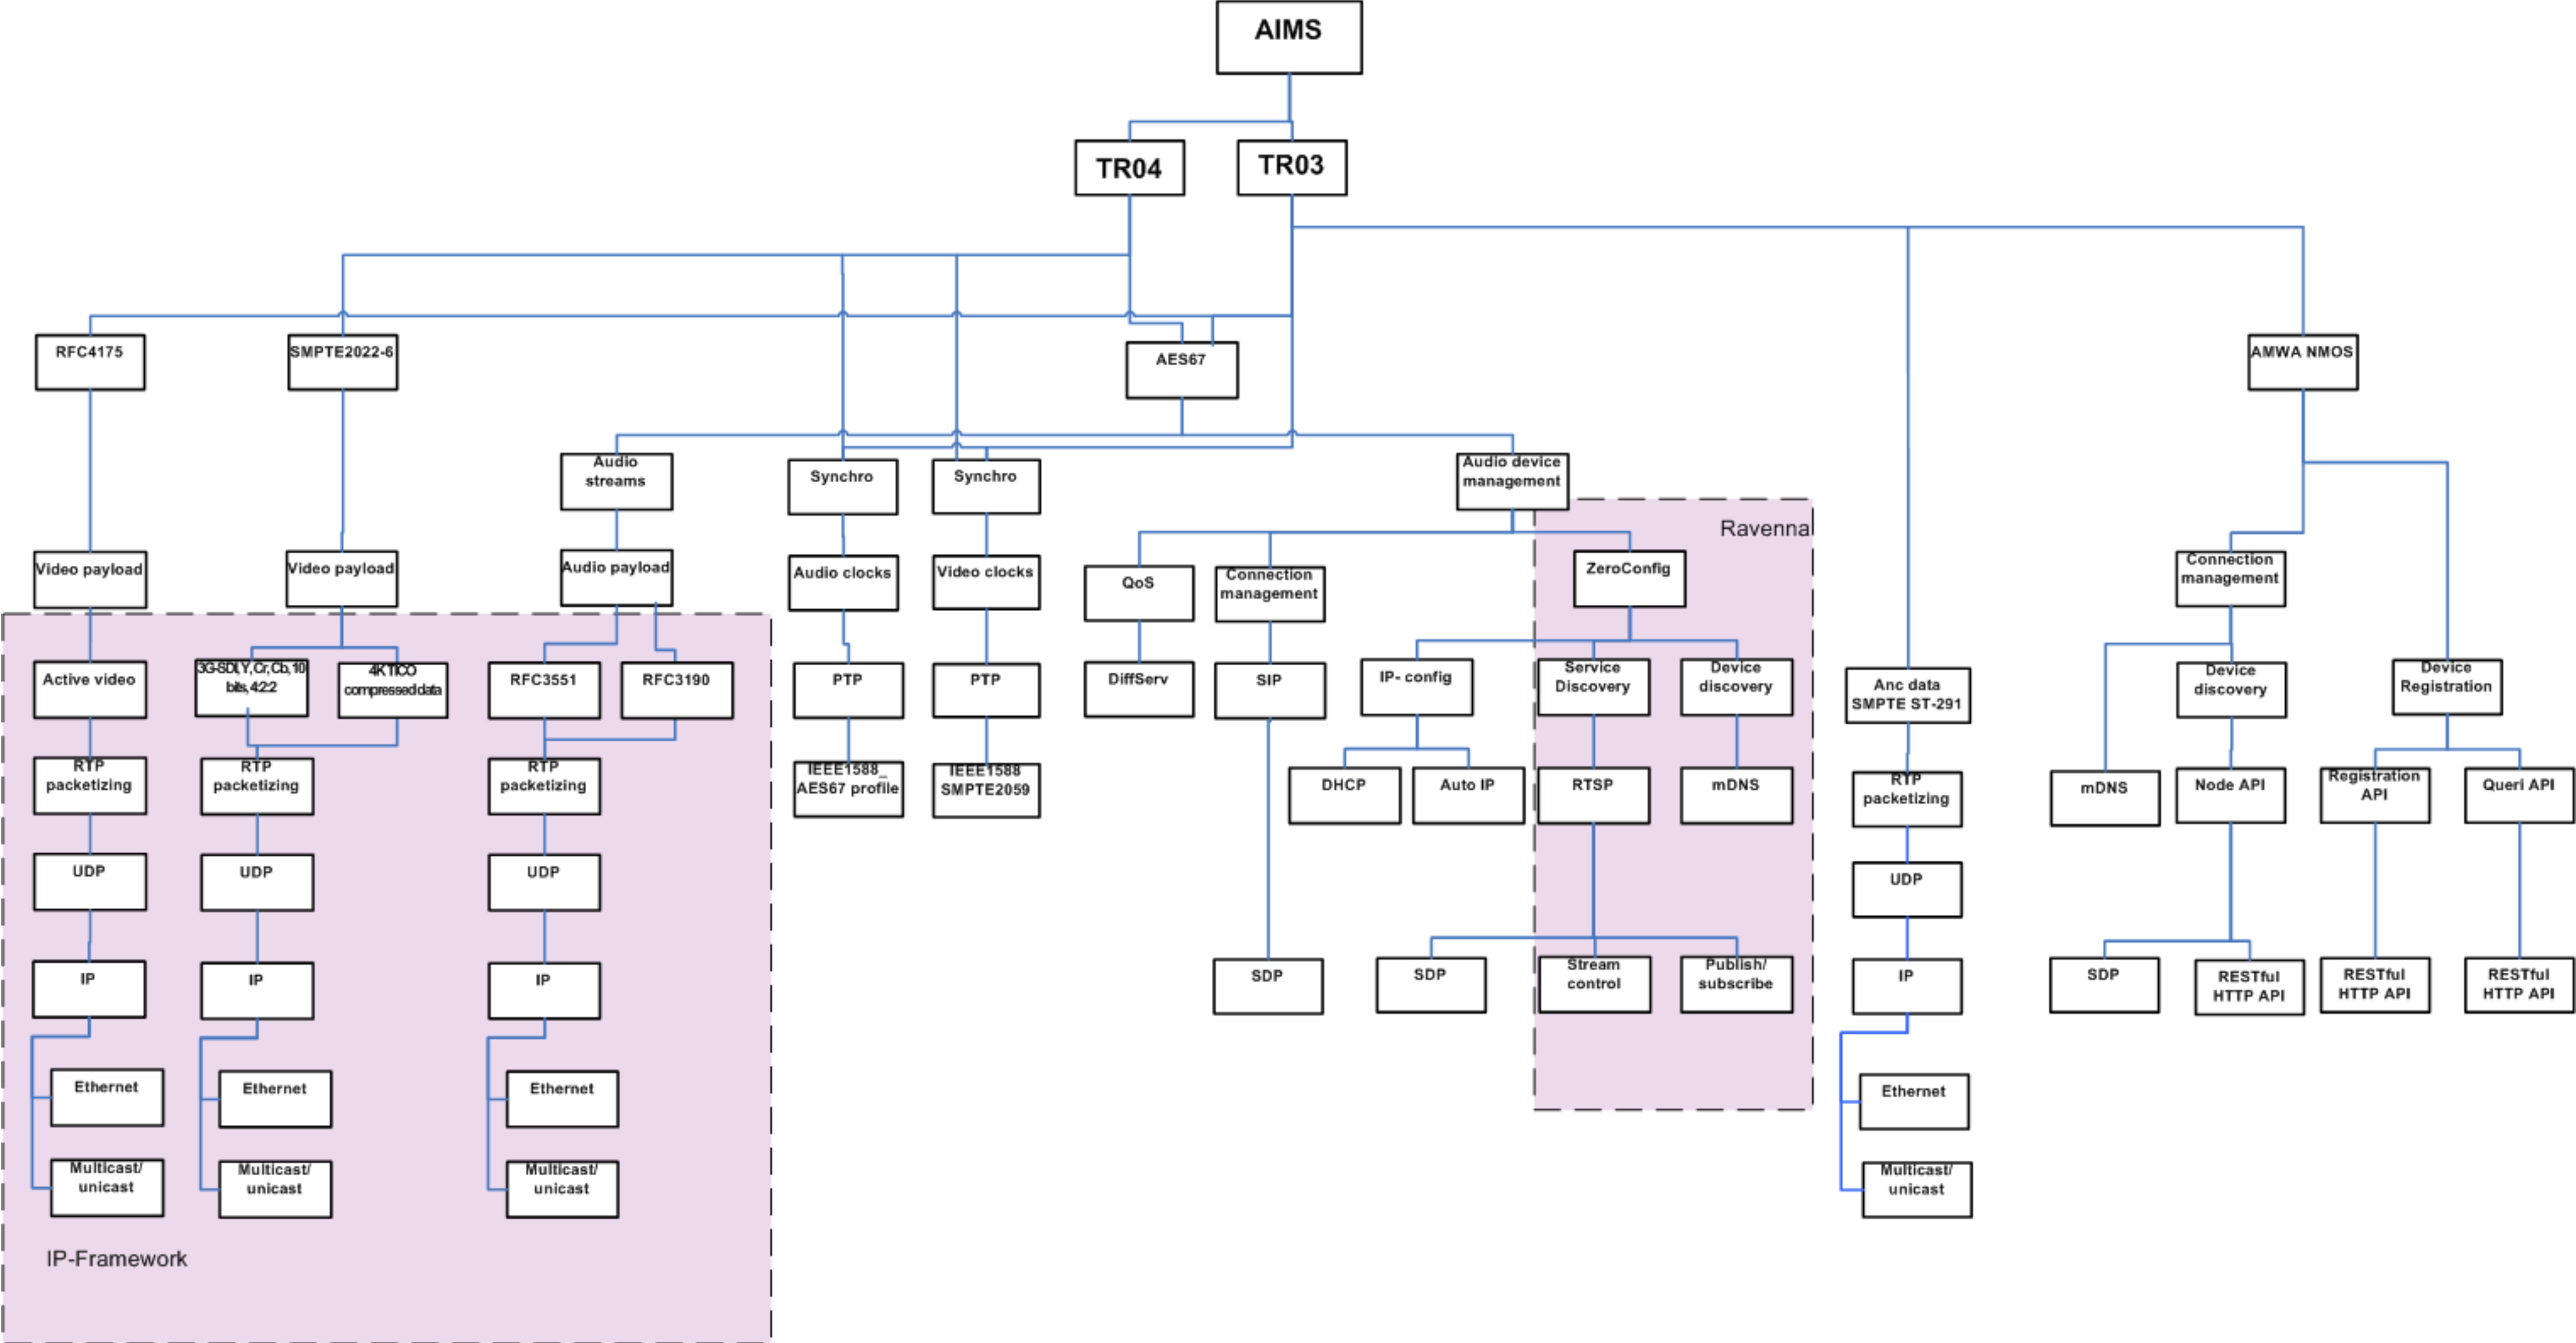 AIMS
TR04
TR03
RFC4175
SMPTE2022-6
AES67
AMWA NMOS
Audio
streams
Synchro
Synchro
Audio device
management
Ravenna
Video payload
Video payload
Audio payload
Audio clocks
Video clocks
QoS
Connection
management
ZeroConfig
Connection
management
Active video
3G-SDI,Y,Cr,Cb,10
bits,4:2:2
4KTICO
compressed data
RFC3551
RFC3190
PTP
PTP
DiffServ
SIP
IP- config
Service
Discovery
Device
discovery
Anc data
SMPTE ST-291
Device
discovery
Device
Registration
RTP
packetizing
RTP
packetizing
RTP
packetizing
IEEE1588_
AES67 profile
IEEE1588
SMPTE2059
DHCP
Auto IP
RTSP
mDNS
RTP
packetizing
mDNS
Node API
Registration
API
Queri API
UDP
UDP
UDP
UDP
IP
IP
IP
SDP
SDP
Stream
control
Publish/
subscribe
IP
SDP
RESTful
HTTP API
RESTful
HTTP API
RESTful
HTTP API
Ethernet
Ethernet
Ethernet
Ethernet
Multicast/
unicast
Multicast/
unicast
Multicast/
unicast
Multicast/
unicast
IP-Framework